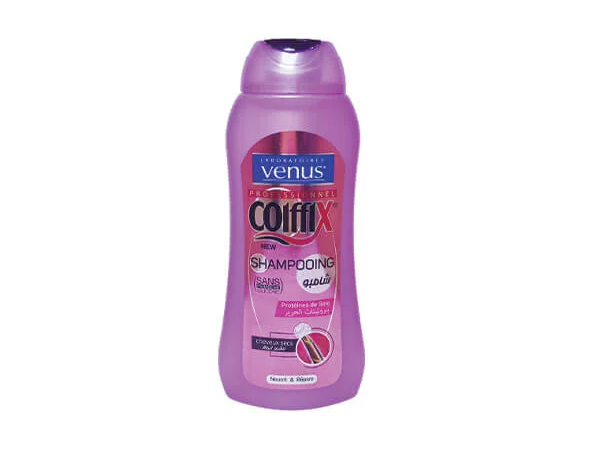 LABORATOIRES
venus
PROFESSIONNEL
COIffIX
NEW
SHAMPOOING
شامبو
SANS
Protéines de Soie
بروتينات الحرير
cheveux secs
Nourrit & Répare